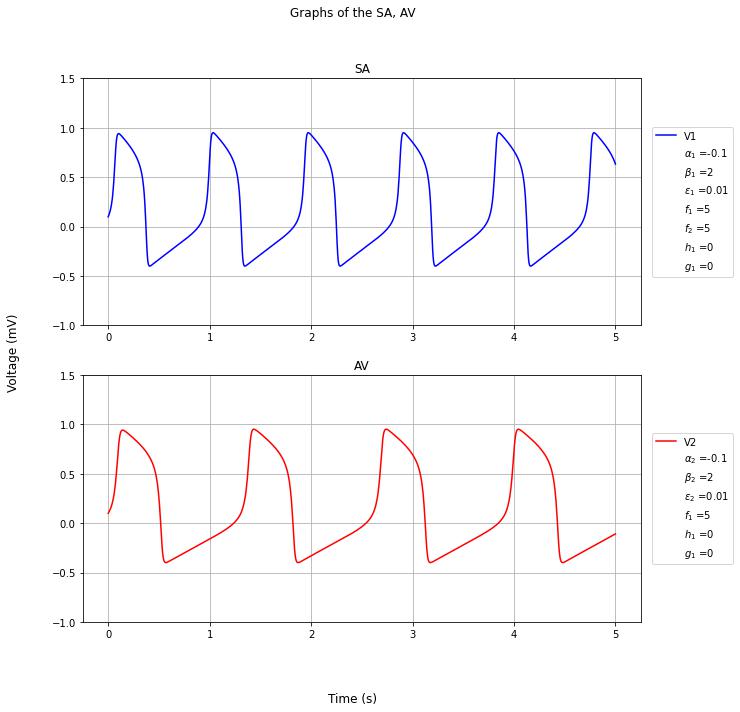 Graphs of the SA, AV
SA
1.5
1.0
0.5
0.0
−0.5
−1.0
0 1 2 3 4 5
V1
α₁ =-0.1
β₁ =2
ε₁ =0.01
f₁ =5
f₂ =5
h₁ =0
g₁ =0
Voltage (mV)
AV
1.5
1.0
0.5
0.0
−0.5
−1.0
0 1 2 3 4 5
V2
α₂ =-0.1
β₂ =2
ε₂ =0.01
f₁ =5
h₁ =0
g₁ =0
Time (s)